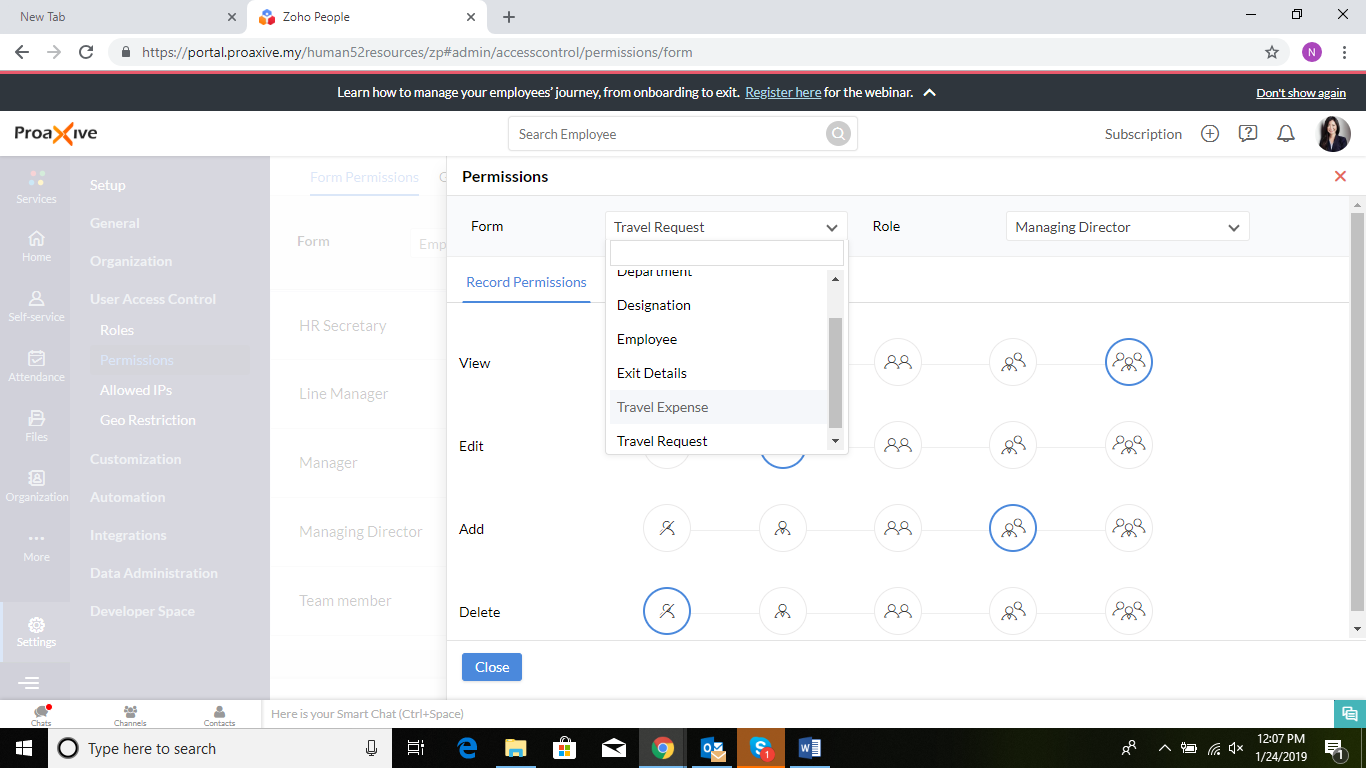 New Tab
Zoho People
https://portal.proaxive.my/human52resources/zp#admin/accesscontrol/permissions/form
N
Learn how to manage your employees' journey, from onboarding to exit. Register here for the webinar.
Don't show again
ProaXive
Search Employee
Subscription
Services
Home
Self-service
Attendance
Files
Organization
More
Settings
Setup
General
Organization
User Access Control
Roles
Permissions
Allowed IPs
Geo Restriction
Customization
Automation
Integrations
Data Administration
Developer Space
Form Permissions
Form
Emp
HR Secretary
Line Manager
Manager
Managing Director
Team member
Permissions
Form
Travel Request
Role
Managing Director
Record Permissions
Department
Designation
Employee
Exit Details
Travel Expense
Travel Request
View
Edit
Add
Delete
Close
Chats
Channels
Contacts
Here is your Smart Chat (Ctrl+Space)
Type here to search
1
12:07 PM
1/24/2019
1